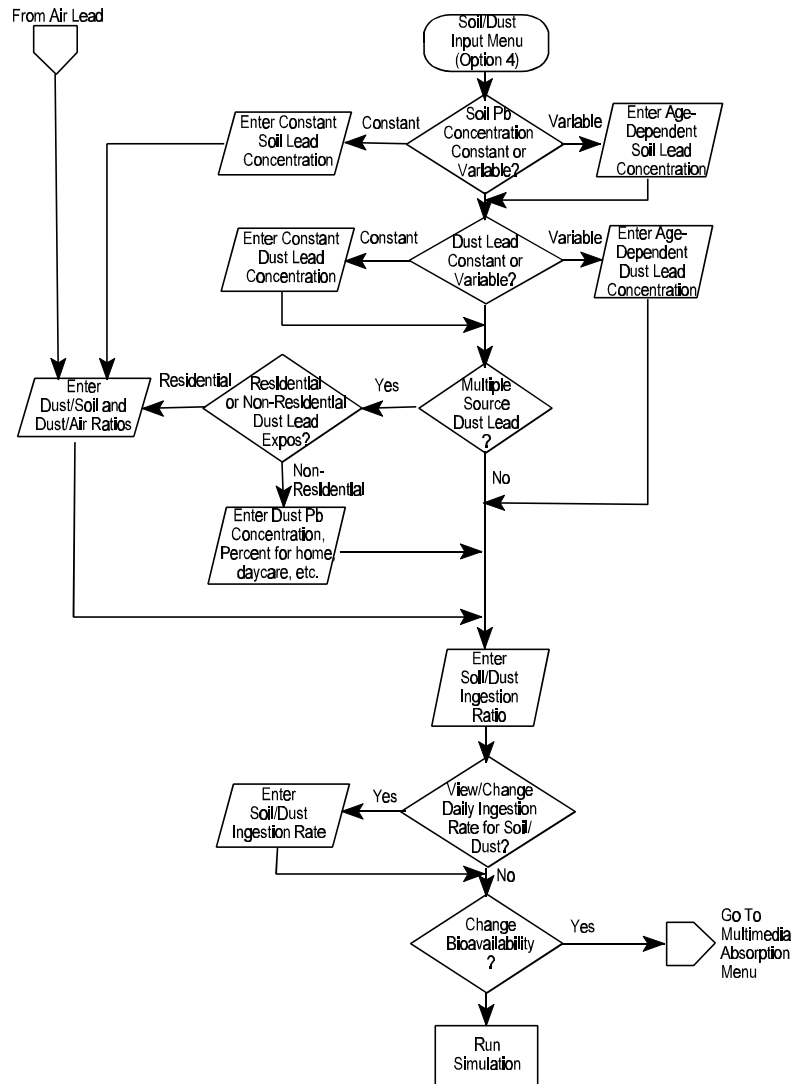 From Air Lead
Soil/Dust
Input Menu
(Option 4)
Soil Pb
Concentration
Constant or
Variable?
Constant
Variable
Enter Constant
Soil Lead
Concentration
Enter Age-
Dependent
Soil Lead
Concentration
Dust Lead
Constant or
Variable?
Constant
Variable
Enter Constant
Dust Lead
Concentration
Enter Age-
Dependent
Dust Lead
Concentration
Enter
Dust/Soil and
Dust/Air Ratios
Residential
Residential
or Non-Residential
Dust Lead
Expos?
Yes
Multiple
Source
Dust Lead
?
Non-
Residential
No
Enter Dust Pb
Concentration,
Percent for home,
daycare, etc.
Enter
Soil/Dust
Ingestion
Ratio
View/Change
Daily Ingestion
Rate for Soil/
Dust?
Yes
Enter
Soil/Dust
Ingestion Rate
No
Change
Bioavailability
?
Yes
Go To
Multimedia
Absorption
Menu
Run
Simulation